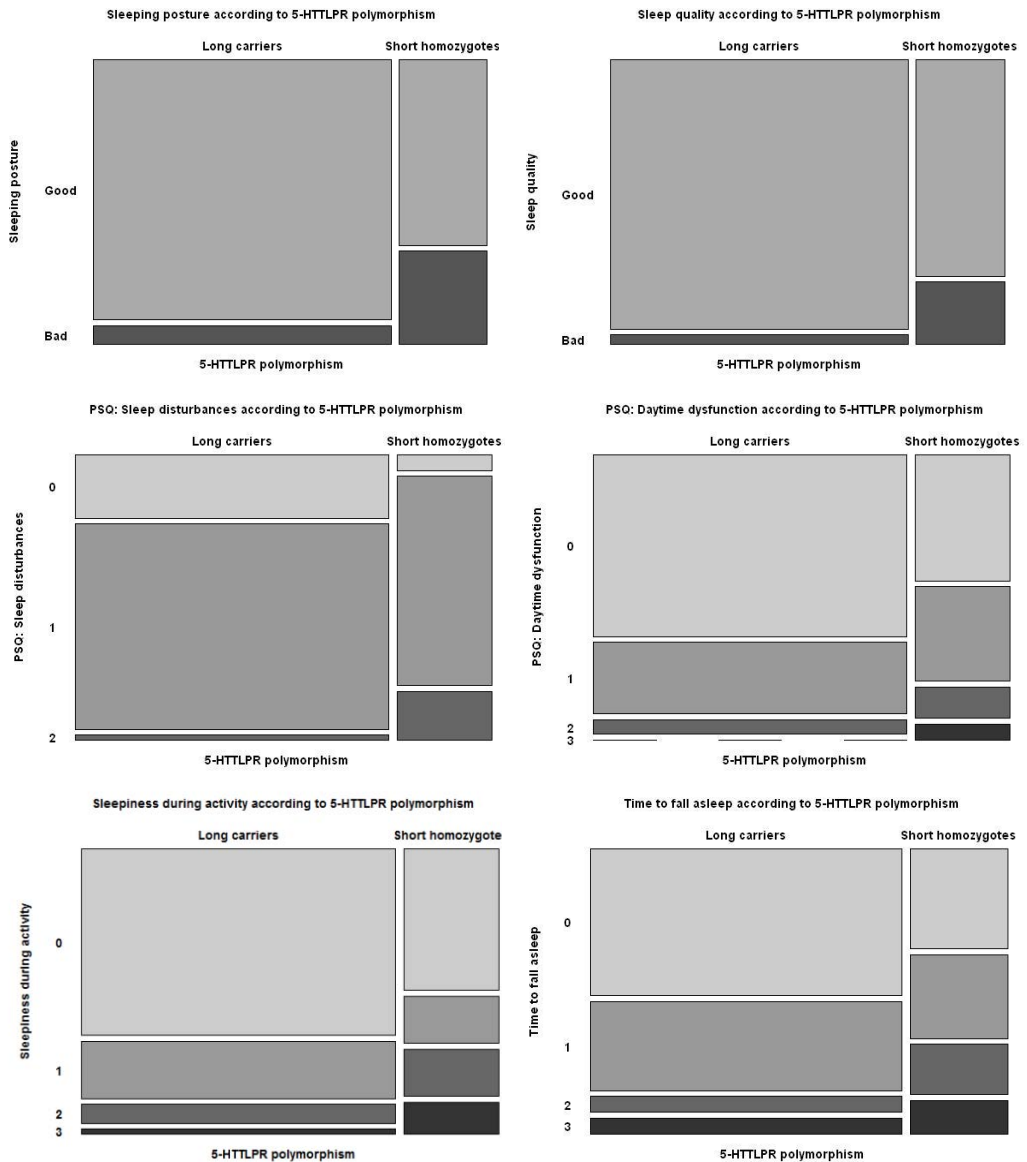 Sleeping posture according to 5-HTTLPR polymorphism
Long carriers
Short homozygotes
Sleeping posture
Good
Bad
5-HTTLPR polymorphism
Sleep quality according to 5-HTTLPR polymorphism
Long carriers
Short homozygotes
Sleep quality
Good
Bad
5-HTTLPR polymorphism
PSQ: Sleep disturbances according to 5-HTTLPR polymorphism
Long carriers
Short homozygotes
PSQ: Sleep disturbances
0
1
2
5-HTTLPR polymorphism
PSQ: Daytime dysfunction according to 5-HTTLPR polymorphism
Long carriers
Short homozygotes
PSQ: Daytime dysfunction
0
1
2
3
5-HTTLPR polymorphism
Sleepiness during activity according to 5-HTTLPR polymorphism
Long carriers
Short homozygote
Sleepiness during activity
0
1
2
3
5-HTTLPR polymorphism
Time to fall asleep according to 5-HTTLPR polymorphism
Long carriers
Short homozygotes
Time to fall asleep
0
1
2
3
5-HTTLPR polymorphism